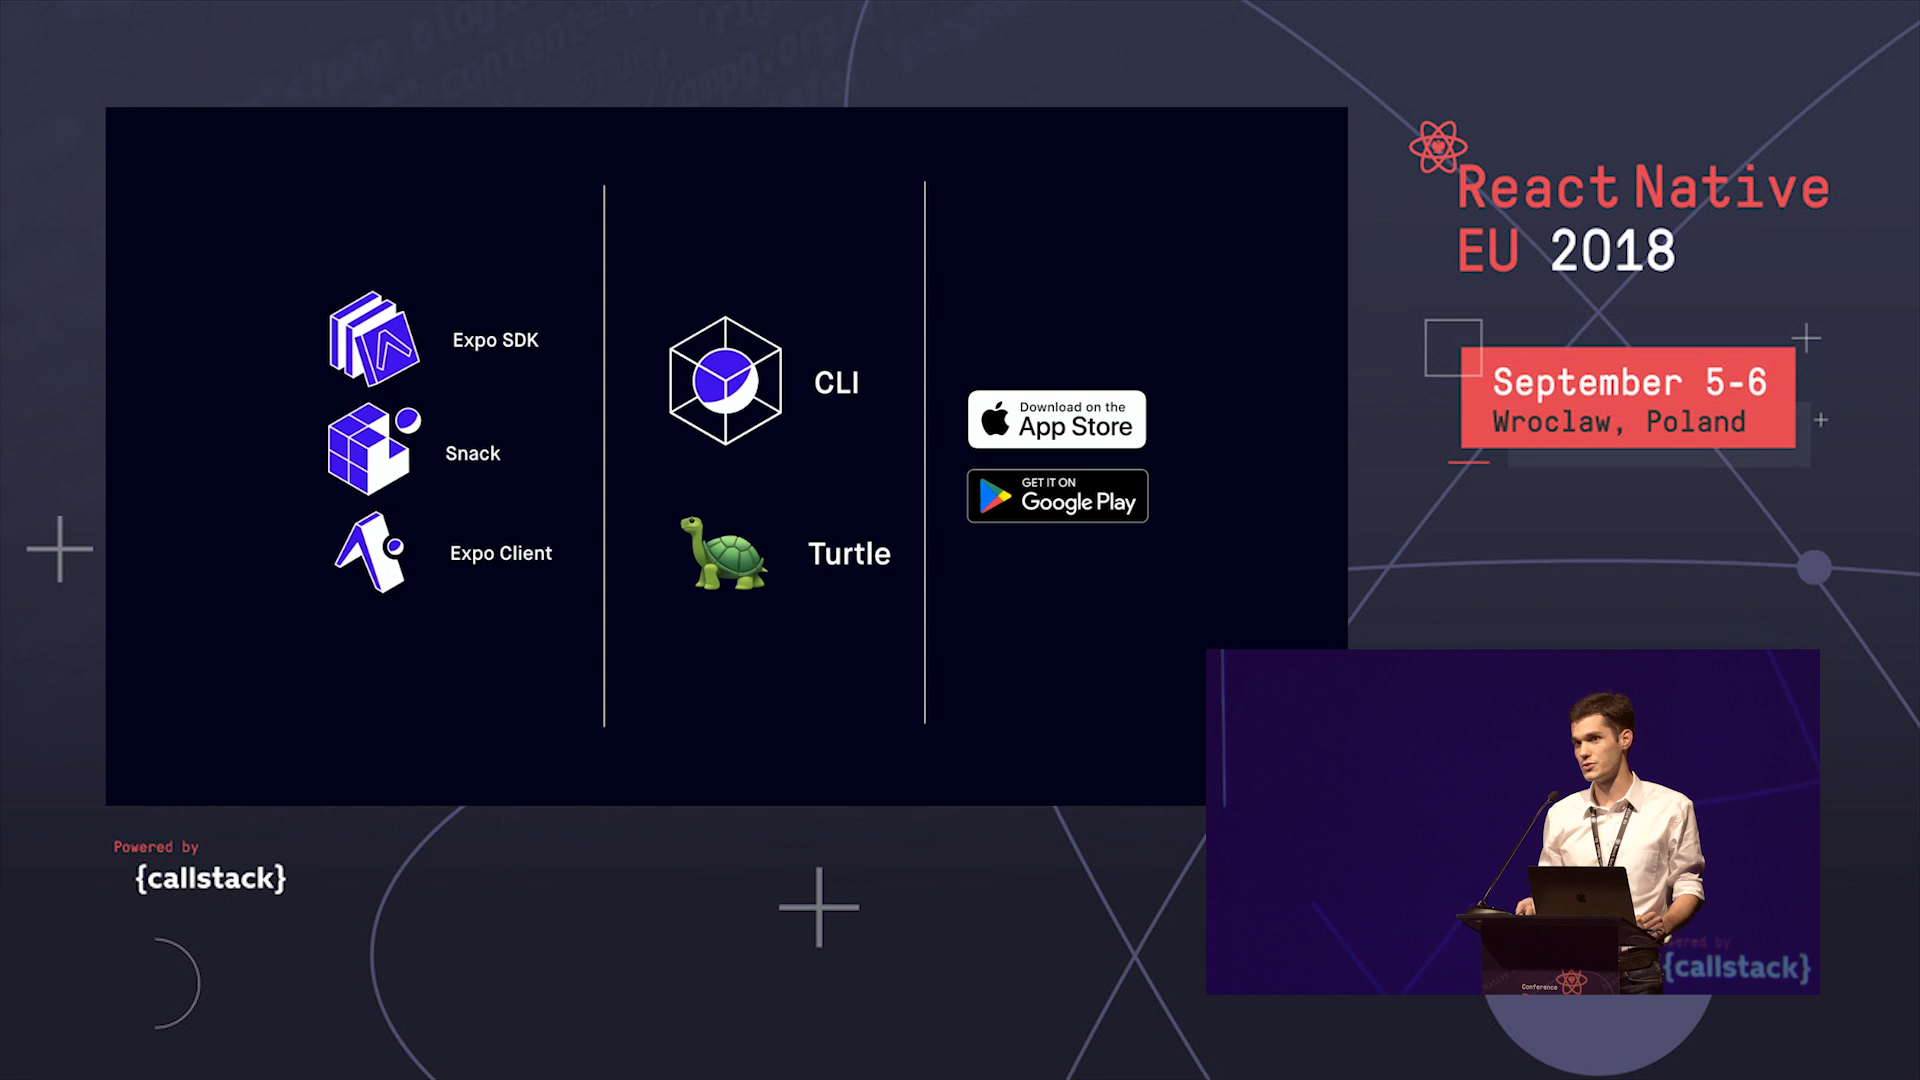 Expo SDK
Snack
Expo Client
CLI
Turtle
Download on the
App Store
GET IT ON
Google Play
React Native
EU 2018
September 5-6
Wroclaw, Poland
Powered by
{callstack}
{callstack}
Conference